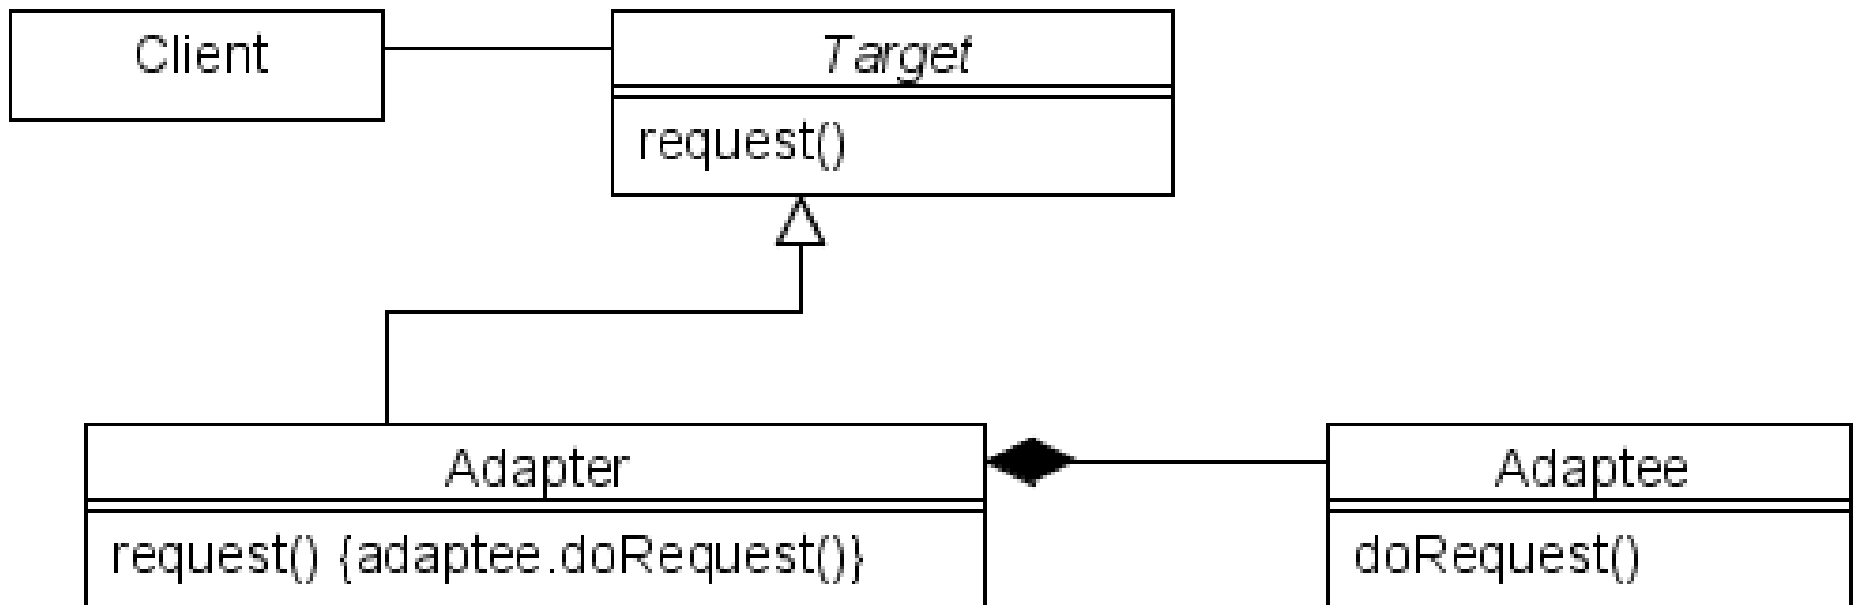 Client
Target
request()
Adapter
request() {adaptee.doRequest()}
Adaptee
doRequest()